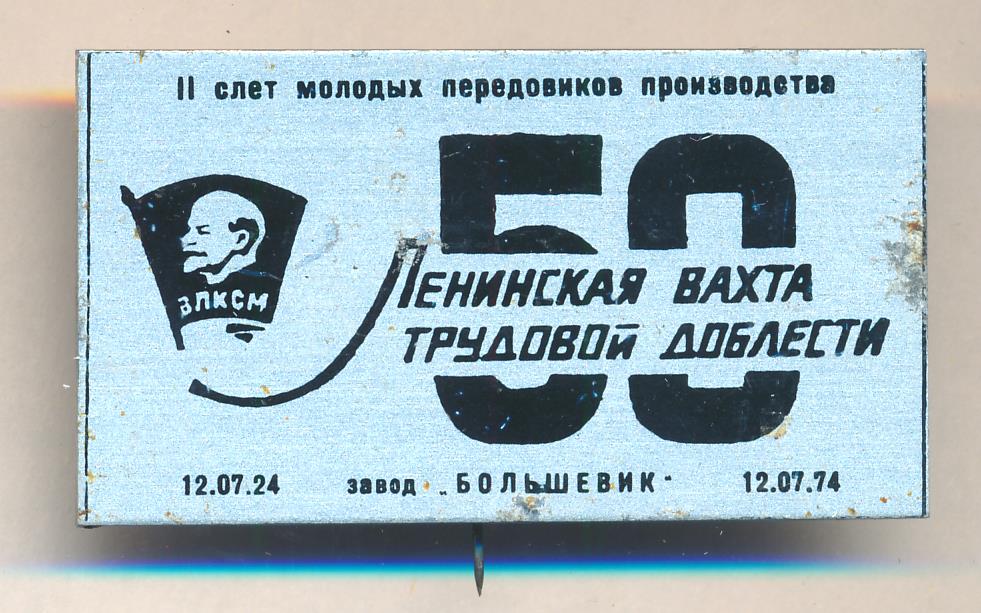 II слет молодых передовиков производства
50
ВЛКСМ
ЛЕНИНСКАЯ ВАХТА
ТРУДОВОЙ ДОБЛЕСТИ
12.07.24 завод „БОЛЬШЕВИК" 12.07.74